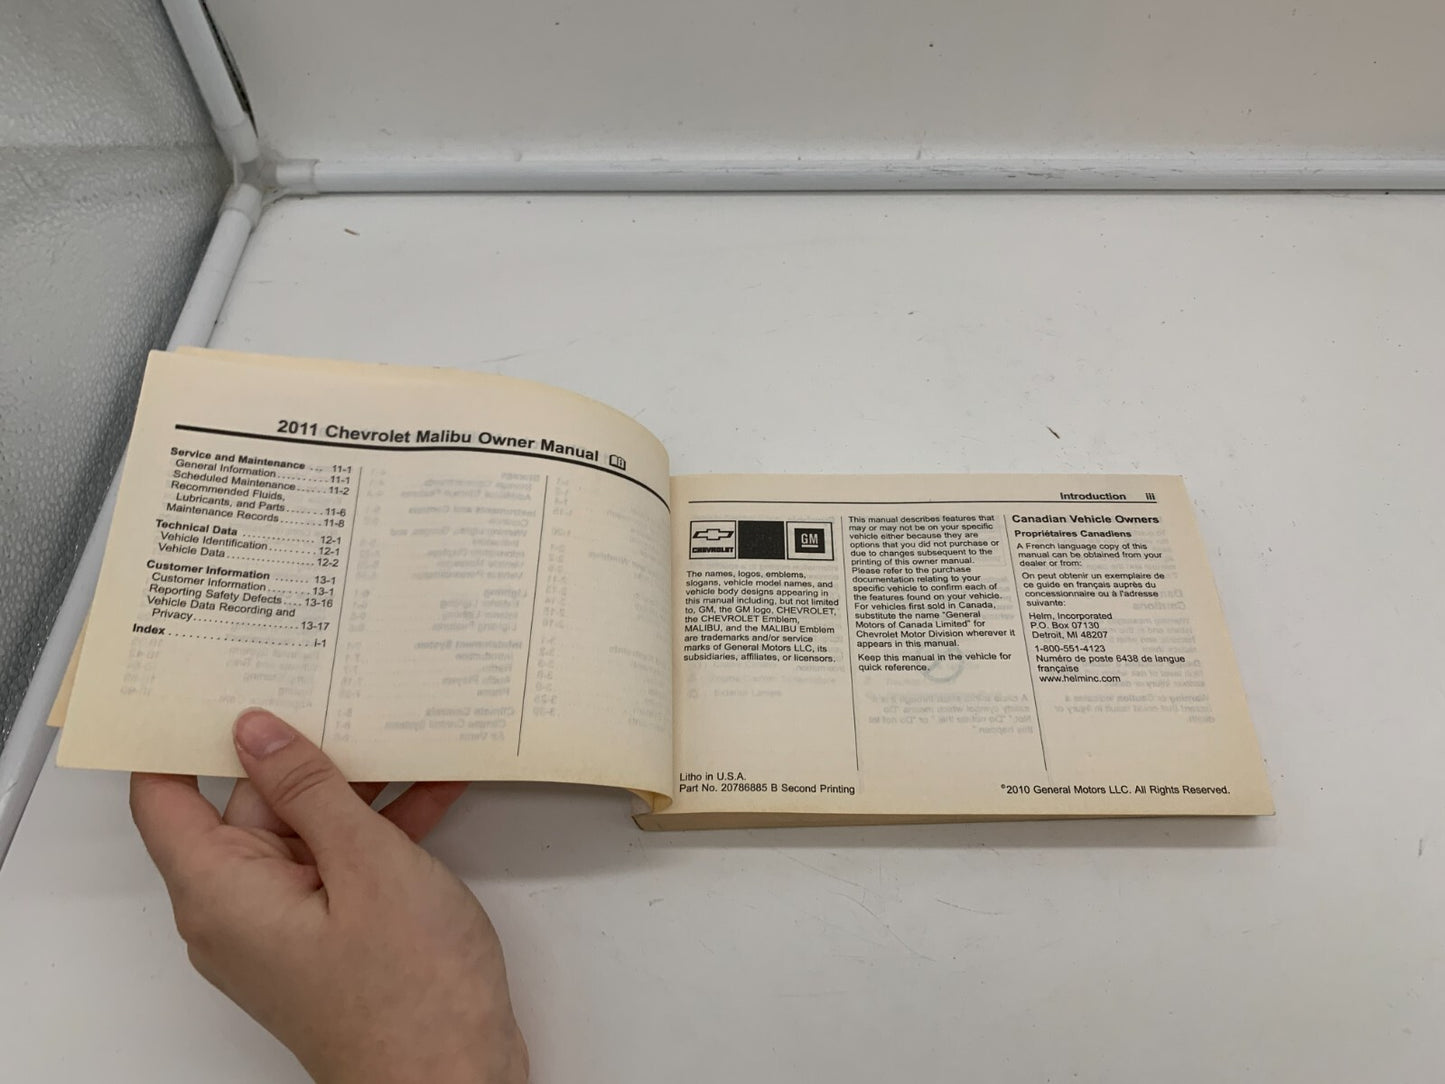 2011 Chevrolet Malibu Owner Manual
Service and Maintenance ... 11-1
General Information.......... 11-1
Scheduled Maintenance...... 11-2
Recommended Fluids,
Lubricants, and Parts....... 11-6
Maintenance Records........ 11-8
Technical Data ............... 12-1
Vehicle Identification......... 12-1
Vehicle Data................. 12-2
Customer Information ....... 13-1
Customer Information........ 13-1
Reporting Safety Defects.... 13-16
Vehicle Data Recording and
Privacy.................... 13-17
Index........................ i-1
Introduction iii
CHEVROLET
GM
The names, logos, emblems,
slogans, vehicle model names, and
vehicle body designs appearing in
this manual including, but not limited
to, GM, the GM logo, CHEVROLET,
the CHEVROLET Emblem,
MALIBU, and the MALIBU Emblem
are trademarks and/or service
marks of General Motors LLC, its
subsidiaries, affiliates, or licensors.
This manual describes features that
may or may not be on your specific
vehicle either because they are
options that you did not purchase or
due to changes subsequent to the
printing of this owner manual.
Please refer to the purchase
documentation relating to your
specific vehicle to confirm each of
the features found on your vehicle.
For vehicles first sold in Canada,
substitute the name "General
Motors of Canada Limited" for
Chevrolet Motor Division wherever it
appears in this manual.
Keep this manual in the vehicle for
quick reference.
Canadian Vehicle Owners
Propriétaires Canadiens
A French language copy of this
manual can be obtained from your
dealer or from:
On peut obtenir un exemplaire de
ce guide en français auprès du
concessionnaire ou à l'adresse
suivante:
Helm, Incorporated
P.O. Box 07130
Detroit, MI 48207
1-800-551-4123
Numéro de poste 6438 de langue
française
www.helminc.com
Litho in U.S.A.
Part No. 20786885 B Second Printing
©2010 General Motors LLC. All Rights Reserved.